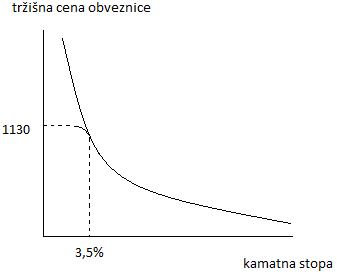 tržišna cena obveznice
1130
3,5%
kamatna stopa